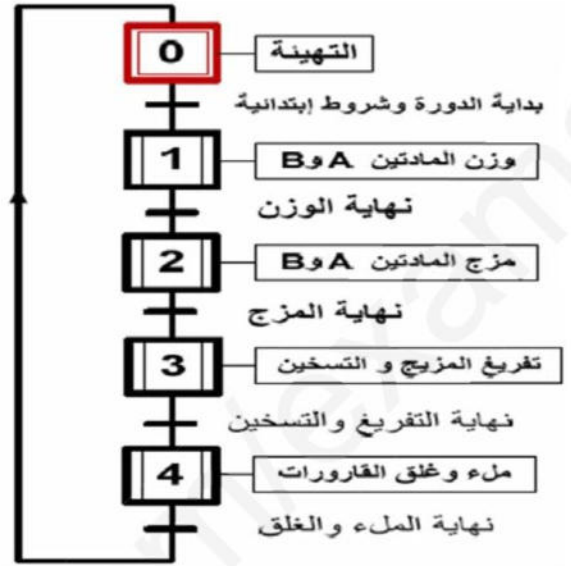 0 التهيئة
بداية الدورة وشروط إبتدائية
1 وزن المادتين A وB
نهاية الوزن
2 مزج المادتين A وB
نهاية المزج
3 تفريغ المزيج و التسخين
نهاية التفريغ والتسخين
4 ملء وغلق القارورات
نهاية الملء والغلق